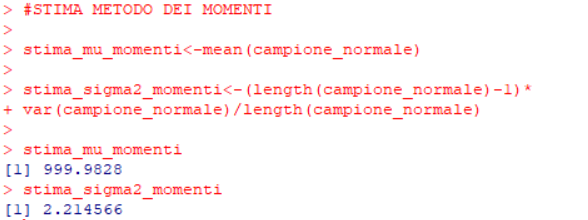 > #STIMA METODO DEI MOMENTI
>
> stima_mu_momenti<-mean(campione_normale)
>
> stima_sigma2_momenti<-(length(campione_normale)-1)*
+ var(campione_normale)/length(campione_normale)
>
> stima_mu_momenti
[1] 999.9828
> stima_sigma2_momenti
[1] 2.214566